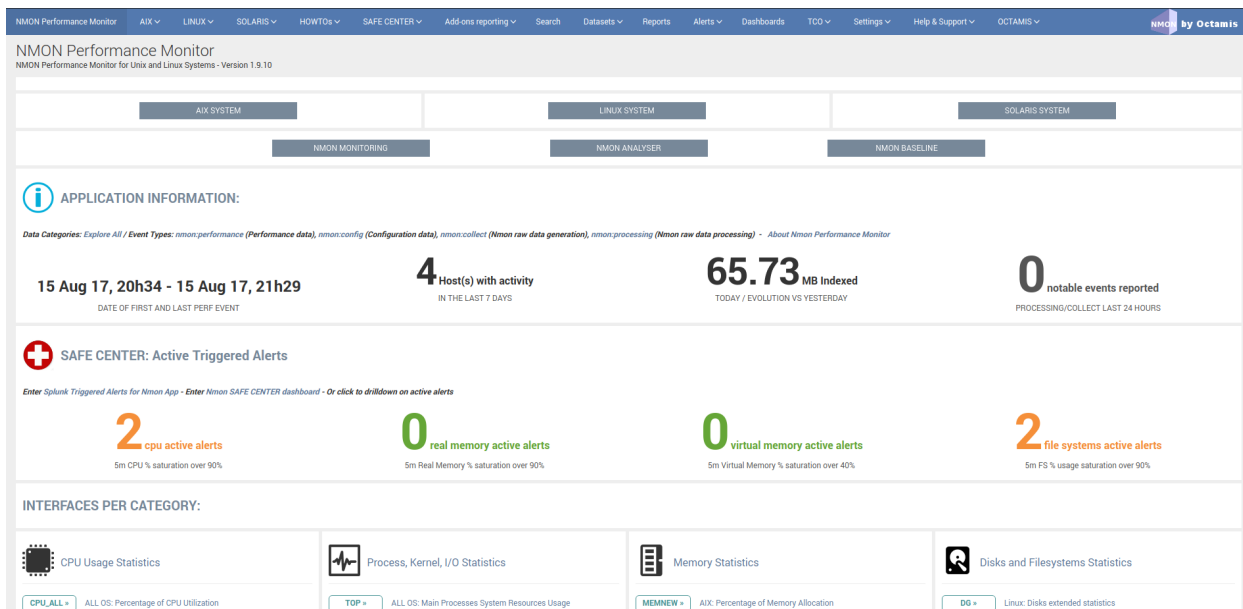 NMON Performance Monitor AIX LINUX SOLARIS HOWTOs SAFE CENTER Add-ons reporting Search Datasets Reports Alerts Dashboards TCO Settings Help & Support OCTAMIS NMON by Octamis
NMON Performance Monitor
NMON Performance Monitor for Unix and Linux Systems - Version 1.9.10
AIX SYSTEM LINUX SYSTEM SOLARIS SYSTEM
NMON MONITORING NMON ANALYSER NMON BASELINE
APPLICATION INFORMATION:
Data Categories: Explore All / Event Types: nmon:performance (Performance data), nmon:config (Configuration data), nmon:collect (Nmon raw data generation), nmon:processing (Nmon raw data processing) - About Nmon Performance Monitor
15 Aug 17, 20h34 - 15 Aug 17, 21h29 4 Host(s) with activity 65.73 MB Indexed 0 notable events reported
DATE OF FIRST AND LAST PERF EVENT IN THE LAST 7 DAYS TODAY / EVOLUTION VS YESTERDAY PROCESSING/COLLECT LAST 24 HOURS
SAFE CENTER: Active Triggered Alerts
Enter Splunk Triggered Alerts for Nmon App - Enter Nmon SAFE CENTER dashboard - Or click to drilldown on active alerts
2 cpu active alerts 0 real memory active alerts 0 virtual memory active alerts 2 file systems active alerts
5m CPU % saturation over 90% 5m Real Memory % saturation over 90% 5m Virtual Memory % saturation over 40% 5m FS % usage saturation over 90%
INTERFACES PER CATEGORY:
CPU Usage Statistics Process, Kernel, I/O Statistics Memory Statistics Disks and Filesystems Statistics
CPU_ALL » ALL OS: Percentage of CPU Utilization TOP » ALL OS: Main Processes System Resources Usage MEMNEW » AIX: Percentage of Memory Allocation DG » Linux: Disks extended statistics